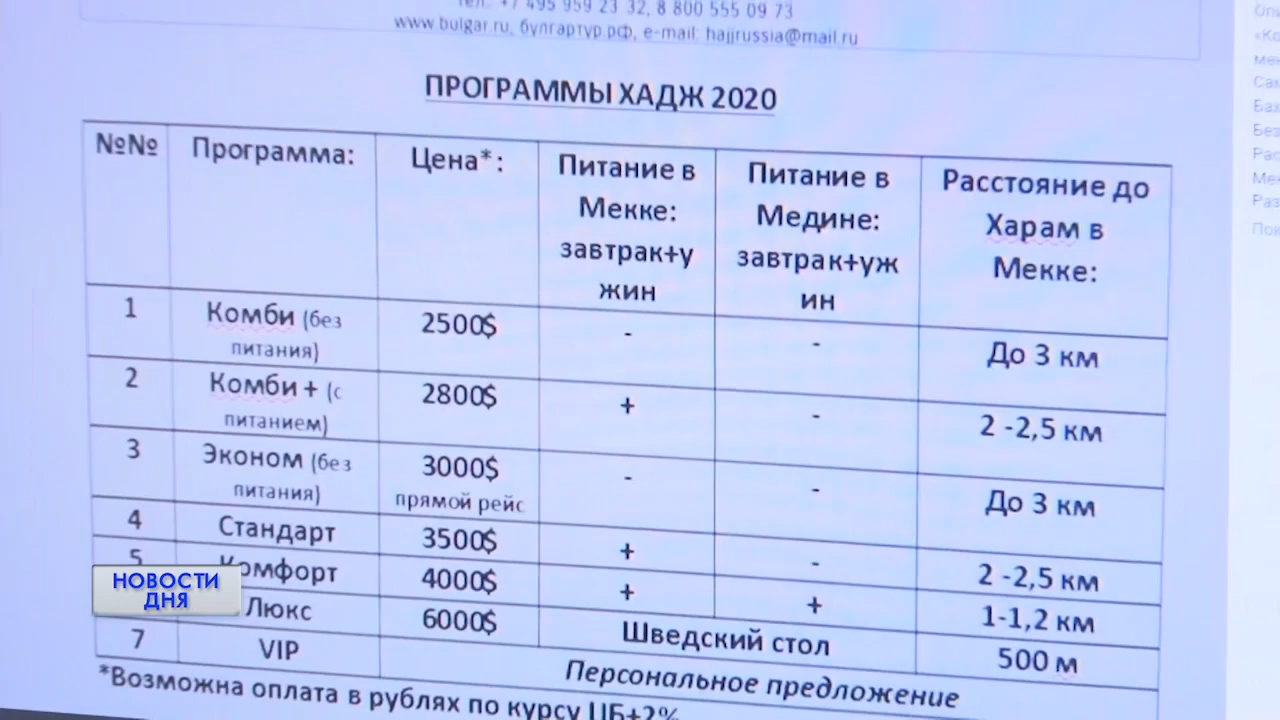 тел.: +7 495 959 23 32, 8 800 555 09 73
www.bulgar.ru, булгартур.рф, e-mail: hajjrussia@mail.ru
ПРОГРАММЫ ХАДЖ 2020
№№ Программа: Цена*: Питание в Мекке: завтрак+у жин Питание в Медине: завтрак+уж ин Расстояние до Харам в Мекке:
1 Комби (без питания) 2500$ - - До 3 км
2 Комби + (с питанием) 2800$ + - 2 -2,5 км
3 Эконом (без питания) 3000$ прямой рейс - - До 3 км
4 Стандарт 3500$ + - 2 -2,5 км
5 Комфорт 4000$ + + 1-1,2 км
Люкс 6000$ Шведский стол 500 м
7 VIP Персональное предложение
*Возможна оплата в рублях по курсу ЦБ+2%
НОВОСТИ
ДНЯ